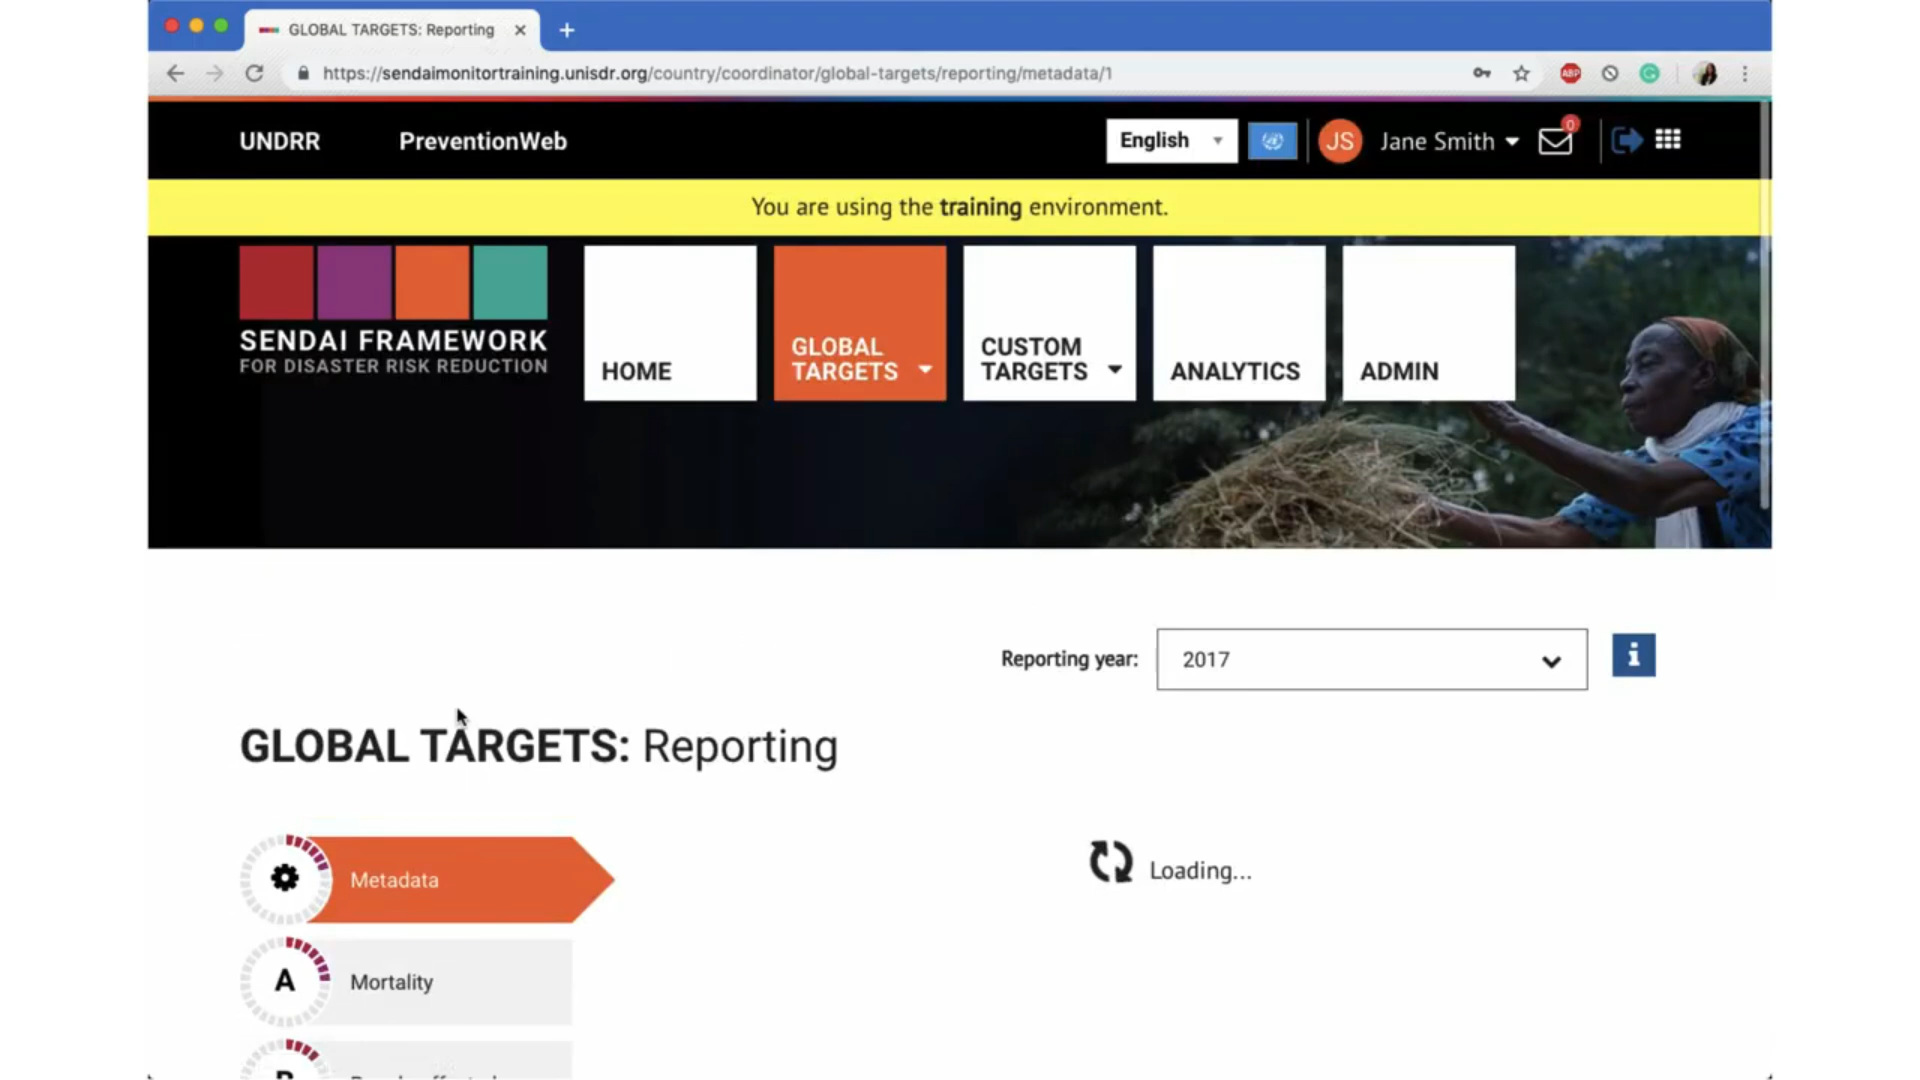 GLOBAL TARGETS: Reporting
https://sendaimonitortraining.unisdr.org/country/coordinator/global-targets/reporting/metadata/1
ABP
UNDRR
PreventionWeb
English
JS
Jane Smith
0
You are using the training environment.
SENDAI FRAMEWORK
FOR DISASTER RISK REDUCTION
HOME
GLOBAL
TARGETS
CUSTOM
TARGETS
ANALYTICS
ADMIN
Reporting year:
2017
i
GLOBAL TARGETS: Reporting
Metadata
Loading...
A
Mortality